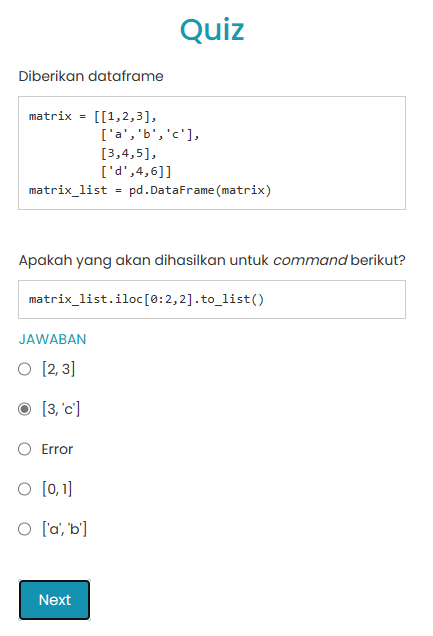 Quiz
Diberikan dataframe
matrix = [[1,2,3],
          ['a','b','c'],
          [3,4,5],
          ['d',4,6]]
matrix_list = pd.DataFrame(matrix)
Apakah yang akan dihasilkan untuk command berikut?
matrix_list.iloc[0:2,2].to_list()
JAWABAN
[2, 3]
[3, 'c']
Error
[0, 1]
['a', 'b']
Next